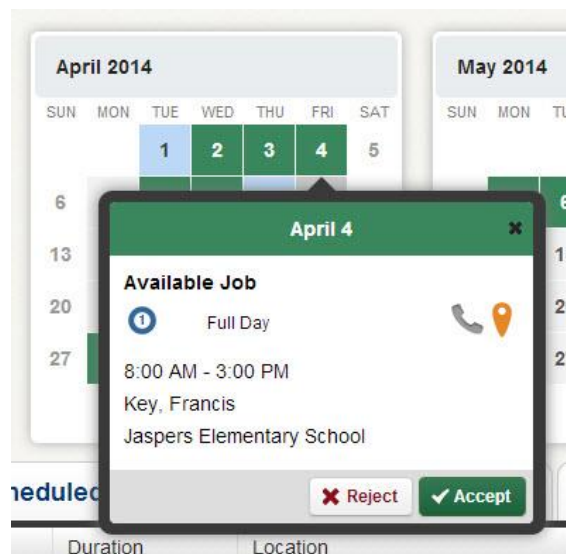 April 2014
May 2014
SUN MON TUE WED THU FRI SAT
SUN MON
1 2 3 4 5
6
6
13
20
27
April 4
Available Job
1 Full Day
8:00 AM - 3:00 PM
Key, Francis
Jaspers Elementary School
Reject Accept
Duration Location